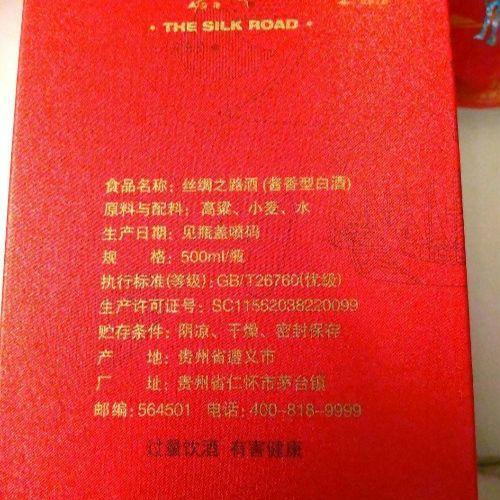 · THE SILK ROAD ·
食品名称：丝绸之路酒(酱香型白酒)
原料与配料：高粱、小麦、水
生产日期：见瓶盖喷码
规 格：500ml/瓶
执行标准(等级)：GB/T26760(优级)
生产许可证号：SC11552038220099
贮存条件：阴凉、干燥、密封保存
产 地：贵州省遵义市
厂 址：贵州省仁怀市茅台镇
邮编：564501 电话：400-818-9999
过量饮酒 有害健康